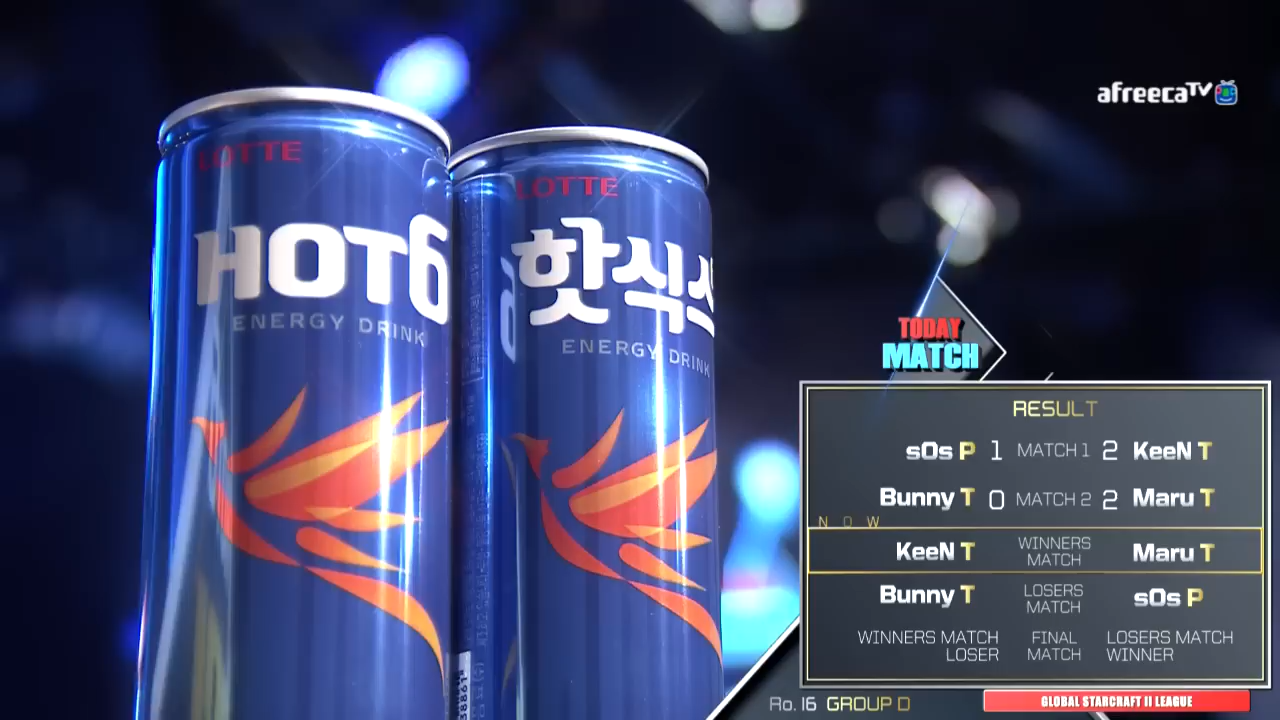 afreecaTV
LOTTE
HOT6
ENERGY DRINK
LOTTE
핫식스
ENERGY DRINK
TODAY
MATCH
RESULT
sOs P 1 MATCH 1 2 KeeN T
Bunny T 0 MATCH 2 2 Maru T
NOW
KeeN T WINNERS MATCH Maru T
Bunny T LOSERS MATCH sOs P
WINNERS MATCH LOSER FINAL MATCH LOSERS MATCH WINNER
Ro. 16 GROUP D
GLOBAL STARCRAFT II LEAGUE